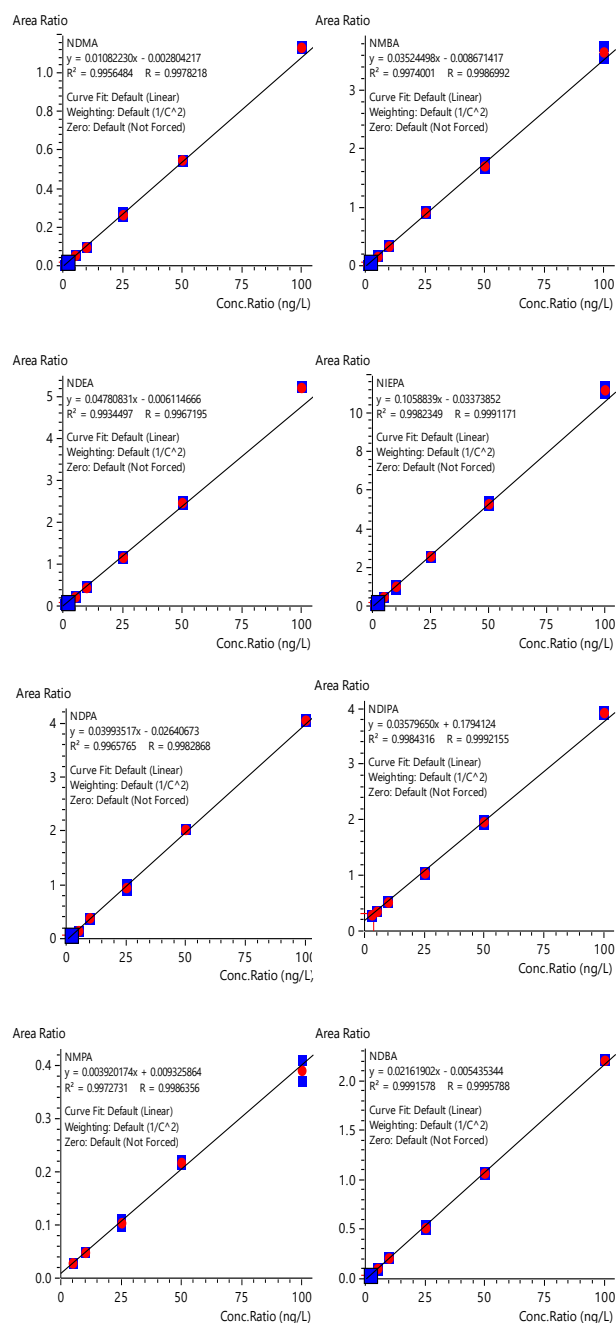 Area Ratio
NDMA
y = 0.01082230x - 0.002804217
R² = 0.9956484 R = 0.9978218
Curve Fit: Default (Linear)
Weighting: Default (1/C^2)
Zero: Default (Not Forced)
1.0
0.8
0.6
0.4
0.2
0.0
0 25 50 75 100
Conc.Ratio (ng/L)
Area Ratio
NMBA
y = 0.03524498x - 0.008671417
R² = 0.9974001 R = 0.9986992
Curve Fit: Default (Linear)
Weighting: Default (1/C^2)
Zero: Default (Not Forced)
3
2
1
0
0 25 50 75 100
Conc.Ratio (ng/L)
Area Ratio
NDEA
y = 0.04780831x - 0.006114666
R² = 0.9934497 R = 0.9967195
Curve Fit: Default (Linear)
Weighting: Default (1/C^2)
Zero: Default (Not Forced)
5
4
3
2
1
0
0 25 50 75 100
Conc.Ratio (ng/L)
Area Ratio
NIEPA
y = 0.1058839x - 0.03373852
R² = 0.9982349 R = 0.9991171
Curve Fit: Default (Linear)
Weighting: Default (1/C^2)
Zero: Default (Not Forced)
10
8
6
4
2
0
0 25 50 75 100
Conc.Ratio (ng/L)
Area Ratio
NDPA
y = 0.03993517x - 0.02640673
R² = 0.9965765 R = 0.9982868
Curve Fit: Default (Linear)
Weighting: Default (1/C^2)
Zero: Default (Not Forced)
4
3
2
1
0
0 25 50 75 100
Conc.Ratio (ng/L)
Area Ratio
NDIPA
y = 0.03579650x + 0.1794124
R² = 0.9984316 R = 0.9992155
Curve Fit: Default (Linear)
Weighting: Default (1/C^2)
Zero: Default (Not Forced)
4
3
2
1
0
0 25 50 75 100
Conc.Ratio (ng/L)
Area Ratio
NMPA
y = 0.003920174x + 0.009325864
R² = 0.9972731 R = 0.9986356
Curve Fit: Default (Linear)
Weighting: Default (1/C^2)
Zero: Default (Not Forced)
0.4
0.3
0.2
0.1
0.0
0 25 50 75 100
Conc.Ratio (ng/L)
Area Ratio
NDBA
y = 0.02161902x -0.005435344
R² = 0.9991578 R = 0.9995788
Curve Fit: Default (Linear)
Weighting: Default (1/C^2)
Zero: Default (Not Forced)
2.0
1.5
1.0
0.5
0.0
0 25 50 75 100
Conc.Ratio (ng/L)